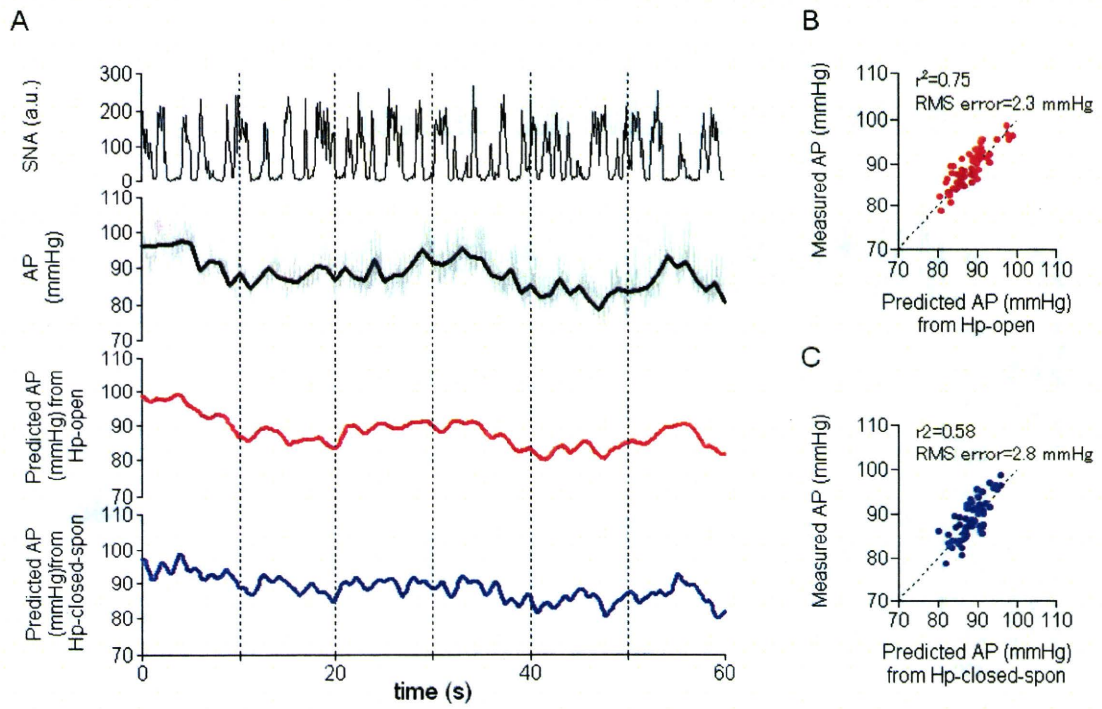 A
SNA (a.u.)
300
200
100
0
AP
(mmHg)
110
100
90
80
70
Predicted AP
(mmHg) from
Hp-open
110
100
90
80
70
Predicted AP
(mmHg)from
Hp-closed-spon
110
100
90
80
70
0
20
40
60
time (s)
B
Measured AP (mmHg)
110
100
90
80
70
r²=0.75
RMS error=2.3 mmHg
70 80 90 100 110
Predicted AP (mmHg)
from Hp-open
C
Measured AP (mmHg)
110
100
90
80
70
r2=0.58
RMS error=2.8 mmHg
70 80 90 100 110
Predicted AP (mmHg)
from Hp-closed-spon